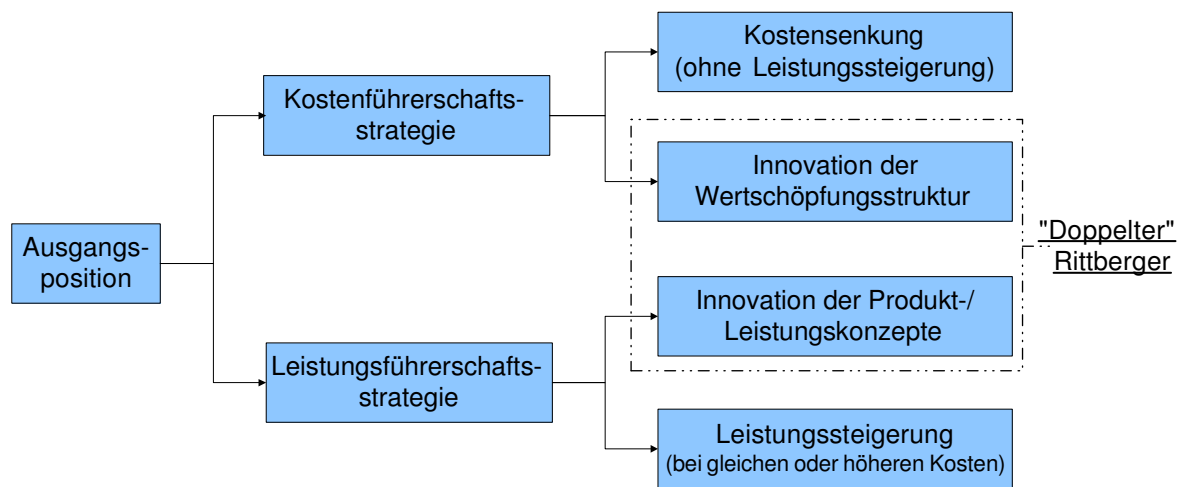 Kostensenkung
(ohne Leistungssteigerung)
Kostenführerschafts-
strategie
Innovation der
Wertschöpfungsstruktur
Ausgangs-
position
"Doppelter"
Rittberger
Innovation der Produkt-/
Leistungskonzepte
Leistungsführerschafts-
strategie
Leistungssteigerung
(bei gleichen oder höheren Kosten)